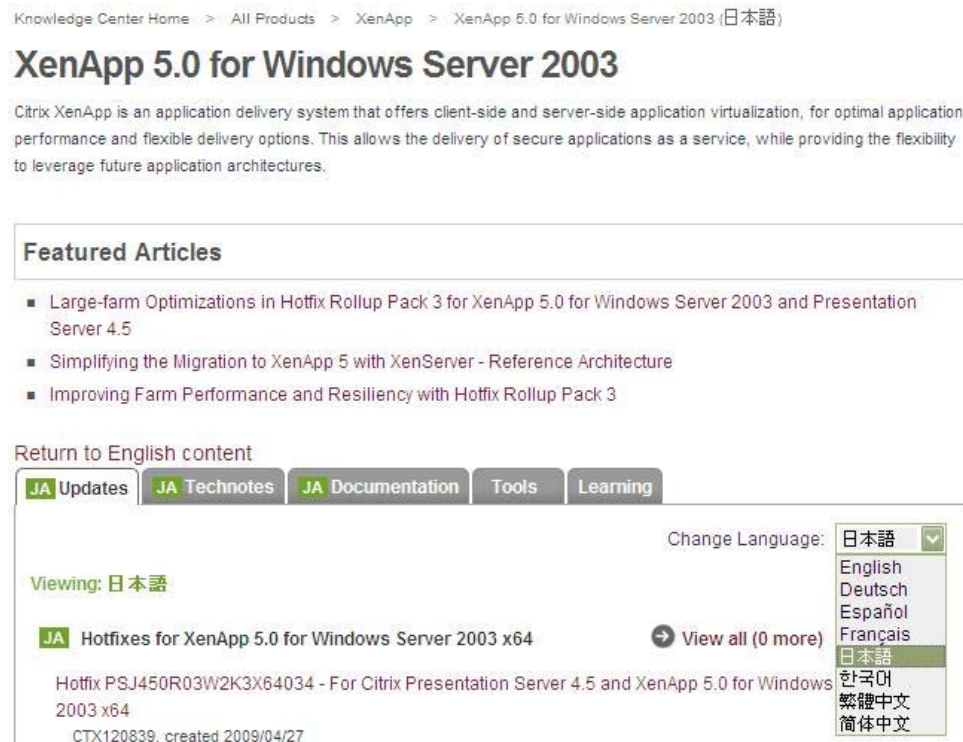 Knowledge Center Home > All Products > XenApp > XenApp 5.0 for Windows Server 2003 (日本語)
XenApp 5.0 for Windows Server 2003
Citrix XenApp is an application delivery system that offers client-side and server-side application virtualization, for optimal application
performance and flexible delivery options. This allows the delivery of secure applications as a service, while providing the flexibility
to leverage future application architectures.
Featured Articles
Large-farm Optimizations in Hotfix Rollup Pack 3 for XenApp 5.0 for Windows Server 2003 and Presentation
Server 4.5
Simplifying the Migration to XenApp 5 with XenServer - Reference Architecture
Improving Farm Performance and Resiliency with Hotfix Rollup Pack 3
Return to English content
JA Updates JA Technotes JA Documentation Tools Learning
Change Language: 日本語
English
Deutsch
Español
Français
日本語
한국어
繁體中文
简体中文
Viewing: 日本語
JA Hotfixes for XenApp 5.0 for Windows Server 2003 x64 View all (0 more)
Hotfix PSJ450R03W2K3X64034 - For Citrix Presentation Server 4.5 and XenApp 5.0 for Windows
2003 x64
CTX120839, created 2009/04/27